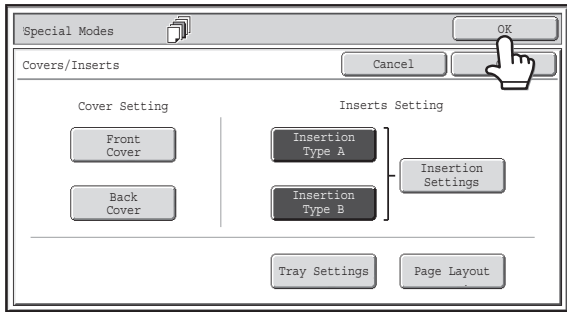 Special Modes
OK
Covers/Inserts
Cancel
Cover Setting
Inserts Setting
Front
Cover
Insertion
Type A
Insertion
Settings
Back
Cover
Insertion
Type B
Tray Settings
Page Layout